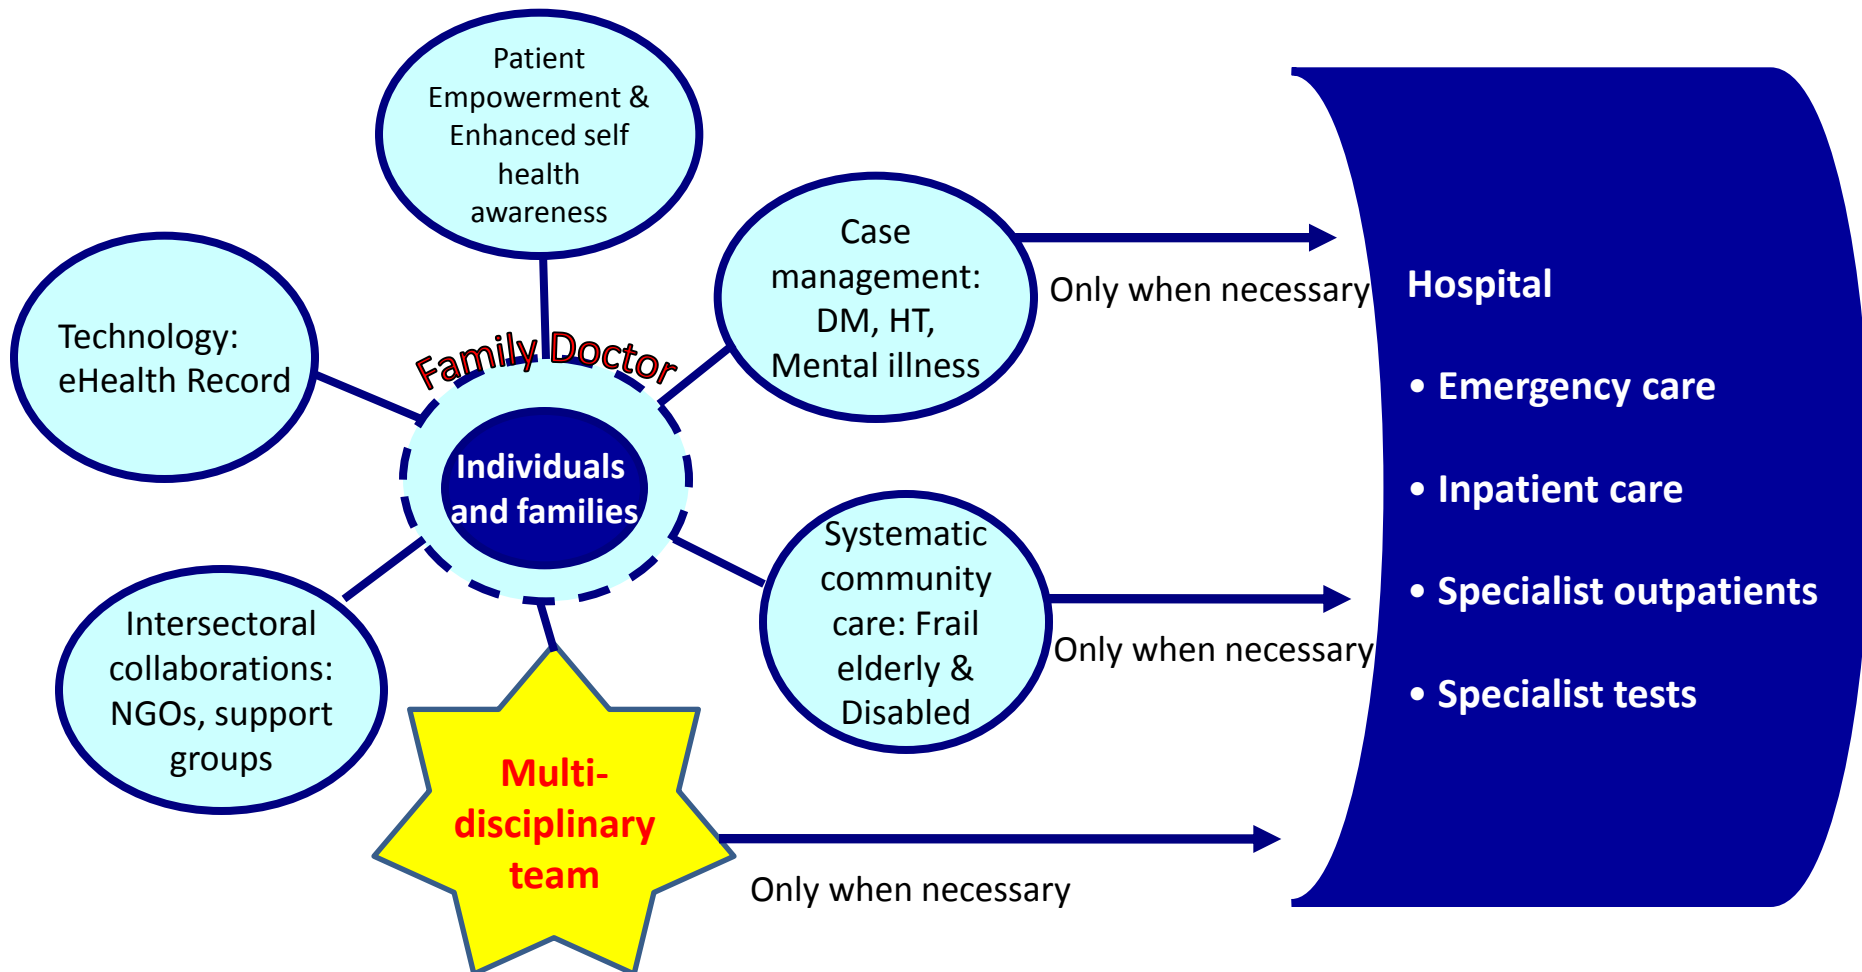 Patient
Empowerment &
Enhanced self
health
awareness
Case
management:
DM, HT,
Mental illness
Only when necessary
Technology:
eHealth Record
Family Doctor
Individuals
and families
Systematic
community
care: Frail
elderly &
Disabled
Only when necessary
Intersectoral
collaborations:
NGOs, support
groups
Multi-
disciplinary
team
Only when necessary
Hospital
• Emergency care
• Inpatient care
• Specialist outpatients
• Specialist tests